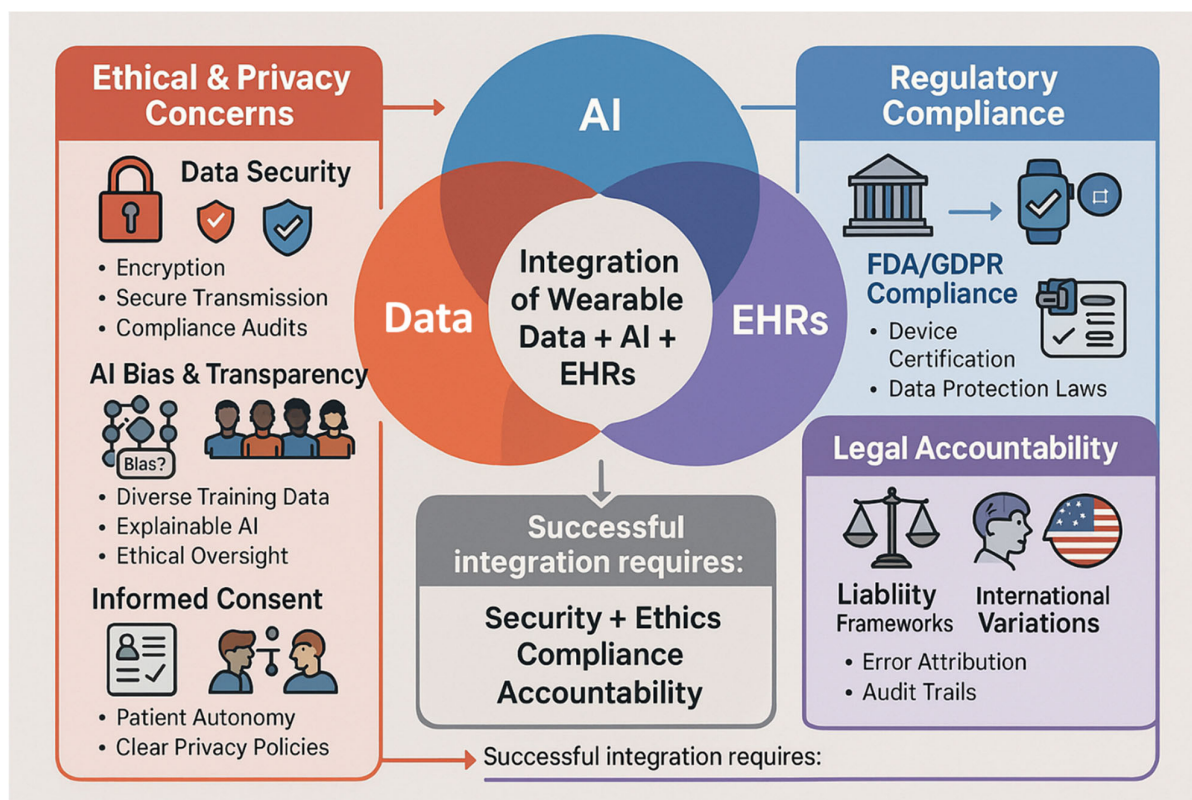 Ethical & Privacy
Concerns
Data Security
• Encryption
• Secure Transmission
• Compliance Audits
AI Bias & Transparency
Blas?
• Diverse Training Data
• Explainable AI
• Ethical Oversight
Informed Consent
• Patient Autonomy
• Clear Privacy Policies
AI
Data
EHRs
Integration
of Wearable
Data + AI +
EHRs
Successful
integration requires:
Security + Ethics
Compliance
Accountability
Successful integration requires:
Regulatory
Compliance
FDA/GDPR
Compliance
• Device
Certification
• Data Protection Laws
Legal Accountability
Liabliity
Frameworks
International
Variations
• Error Attribution
• Audit Trails